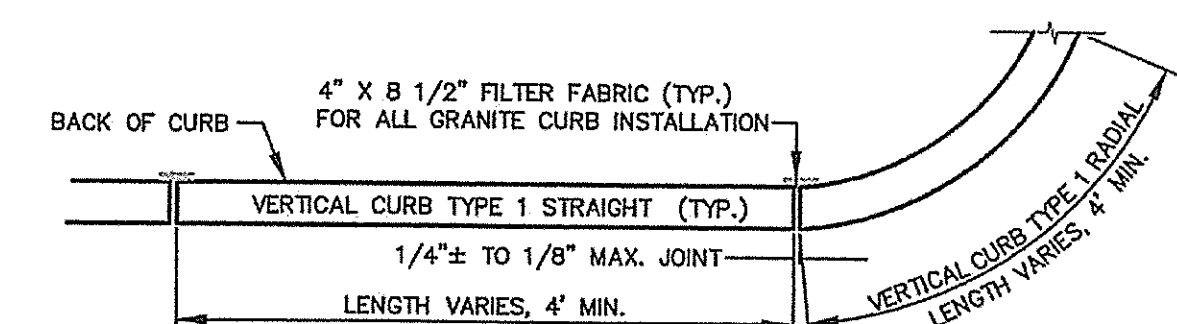 4" X 8 1/2" FILTER FABRIC (TYP.)
FOR ALL GRANITE CURB INSTALLATION
BACK OF CURB
VERTICAL CURB TYPE 1 STRAIGHT (TYP.)
1/4"± TO 1/8" MAX. JOINT
LENGTH VARIES, 4' MIN.
VERTICAL CURB TYPE 1 RADIAL
LENGTH VARIES, 4' MIN.